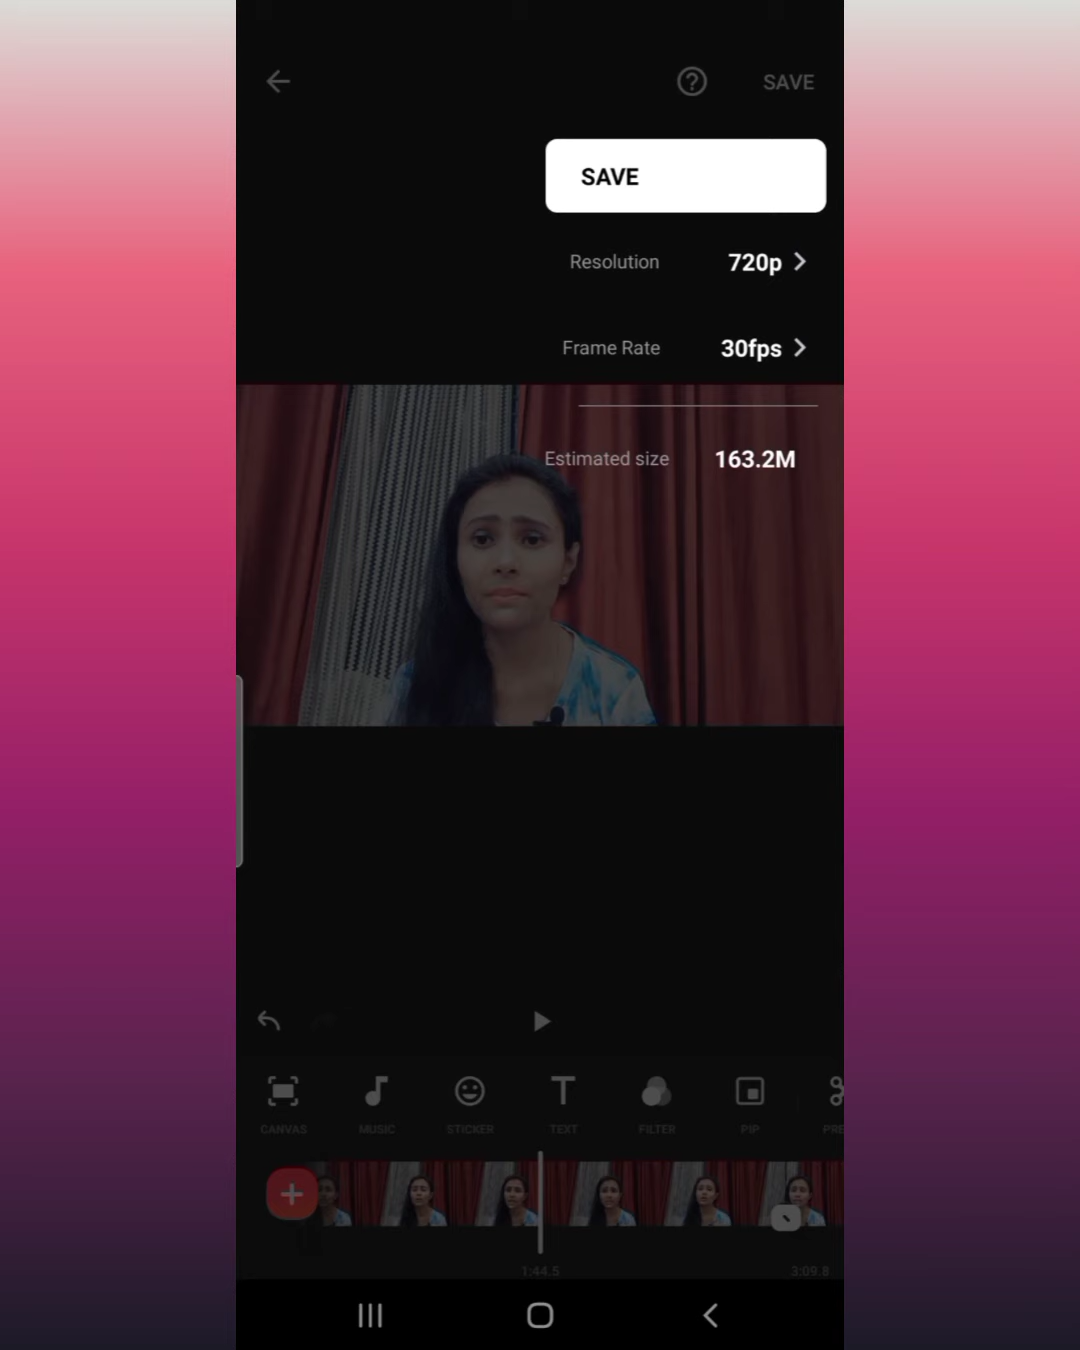 SAVE
SAVE
Resolution 720p
Frame Rate 30fps
Estimated size 163.2M
CANVAS MUSIC STICKER TEXT FILTER PIP PRE
1:44.5 3:09.8